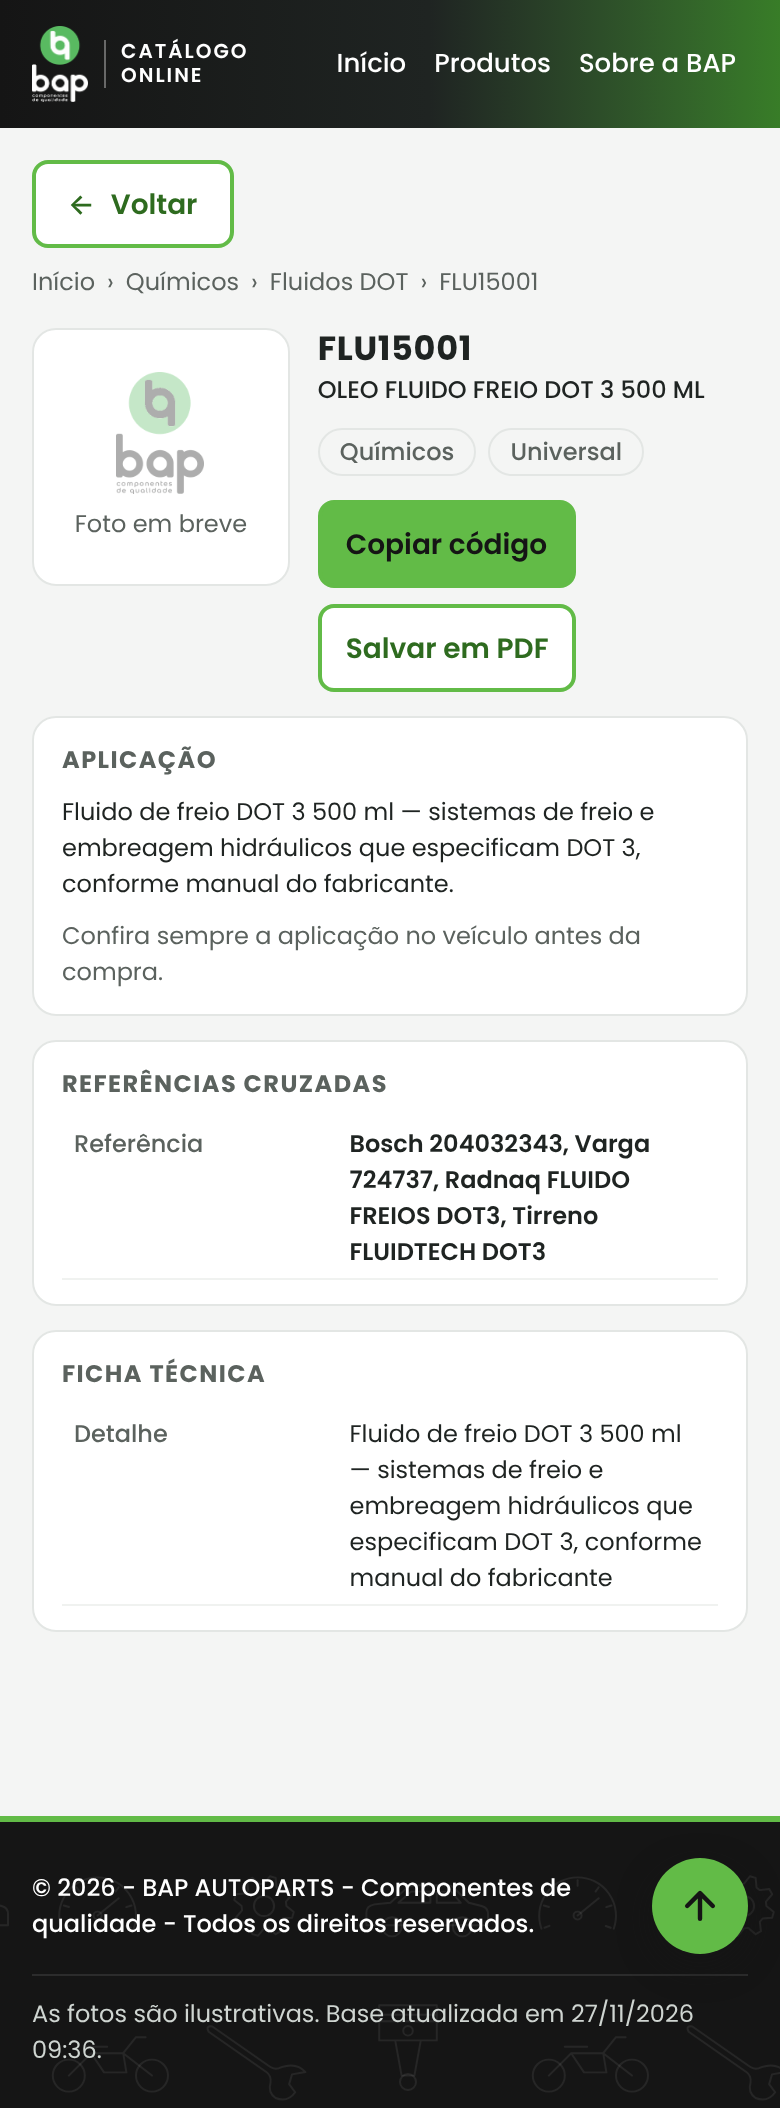 bap
componentes
de qualidade
CATÁLOGO
ONLINE
Início
Produtos
Sobre a BAP
← Voltar
Início › Químicos › Fluidos DOT › FLU15001
bap
componentes
de qualidade
Foto em breve
FLU15001
OLEO FLUIDO FREIO DOT 3 500 ML
Químicos
Universal
Copiar código
Salvar em PDF
APLICAÇÃO
Fluido de freio DOT 3 500 ml — sistemas de freio e
embreagem hidráulicos que especificam DOT 3,
conforme manual do fabricante.
Confira sempre a aplicação no veículo antes da
compra.
REFERÊNCIAS CRUZADAS
Referência
Bosch 204032343, Varga
724737, Radnaq FLUIDO
FREIOS DOT3, Tirreno
FLUIDTECH DOT3
FICHA TÉCNICA
Detalhe
Fluido de freio DOT 3 500 ml
— sistemas de freio e
embreagem hidráulicos que
especificam DOT 3, conforme
manual do fabricante
© 2026 - BAP AUTOPARTS - Componentes de
qualidade - Todos os direitos reservados.
As fotos são ilustrativas. Base atualizada em 27/11/2026
09:36.